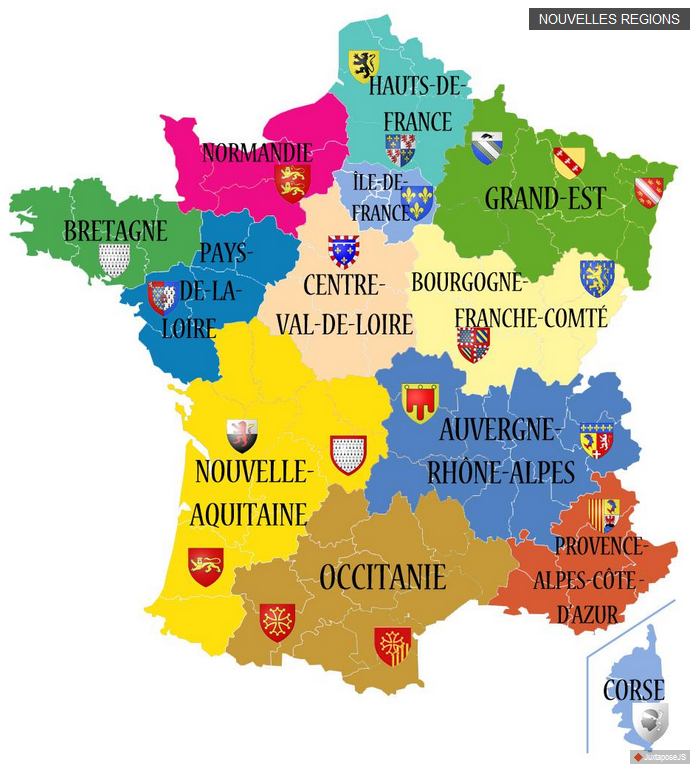 NOUVELLES REGIONS
HAUTS-DE-
FRANCE
NORMANDIE
ÎLE-DE-
FRANCE
GRAND-EST
BRETAGNE
PAYS-
DE-LA-
LOIRE
CENTRE-
VAL-DE-LOIRE
BOURGOGNE-
FRANCHE-COMTÉ
AUVERGNE-
RHÔNE-ALPES
NOUVELLE-
AQUITAINE
OCCITANIE
PROVENCE-
ALPES-CÔTE-
D'AZUR
CORSE
JuxtaposeJS